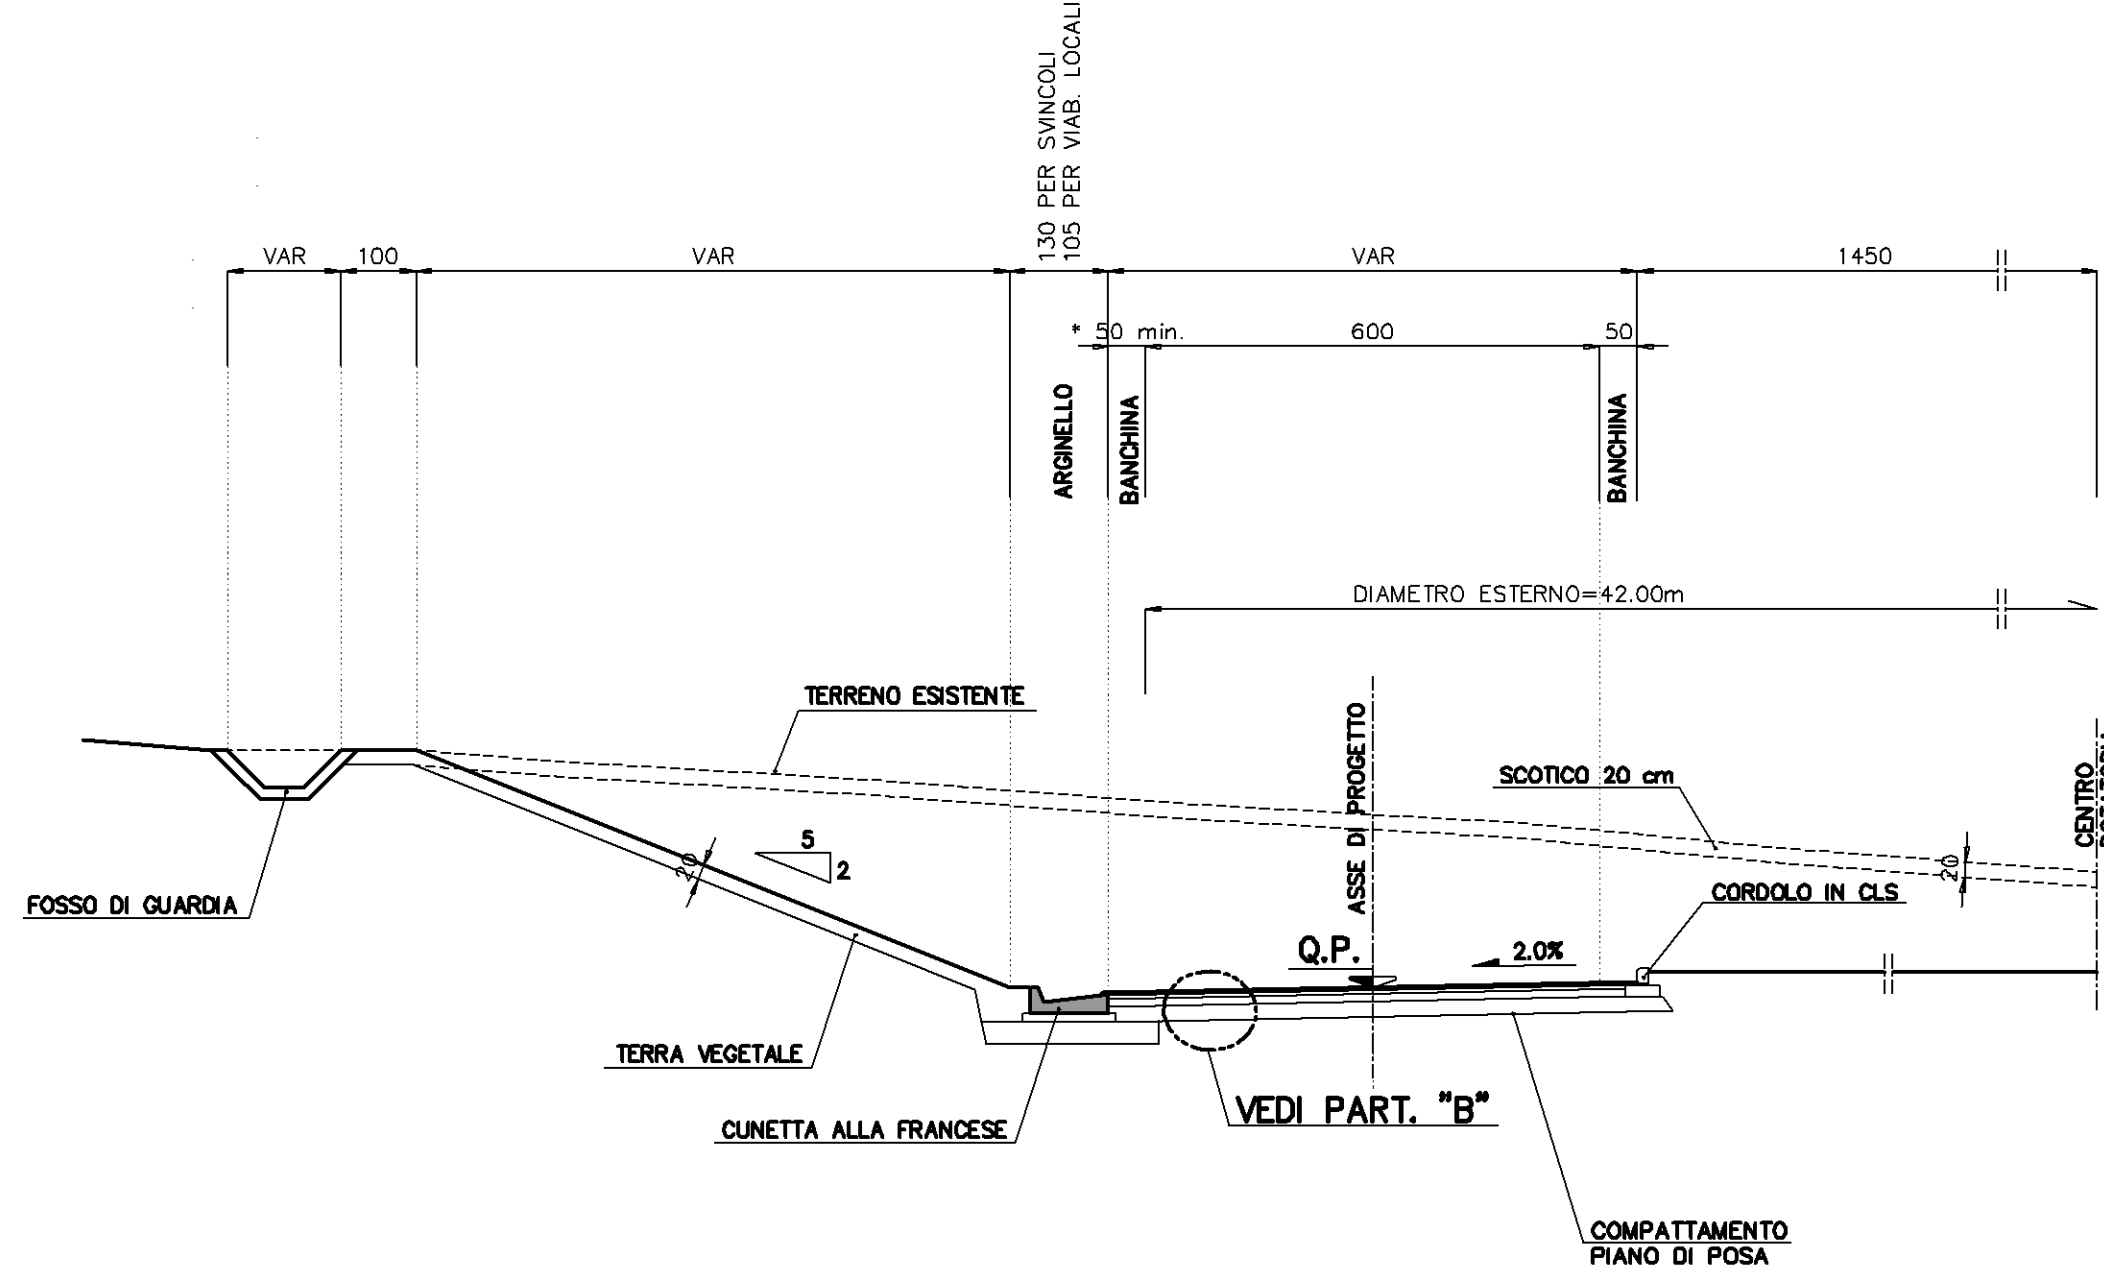 130 PER SVINCOLI
105 PER VIAB. LOCALI
VAR
100
VAR
VAR
1450
* 50 min.
600
50
ARGINELLO
BANCHINA
BANCHINA
DIAMETRO ESTERNO=42.00m
TERRENO ESISTENTE
ASSE DI PROGETTO
SCOTICO 20 cm
CENTRO
5
2
20
20
FOSSO DI GUARDIA
CORDOLO IN CLS
Q.P.
2.0%
TERRA VEGETALE
CUNETTA ALLA FRANCESE
VEDI PART. "B"
COMPATTAMENTO
PIANO DI POSA